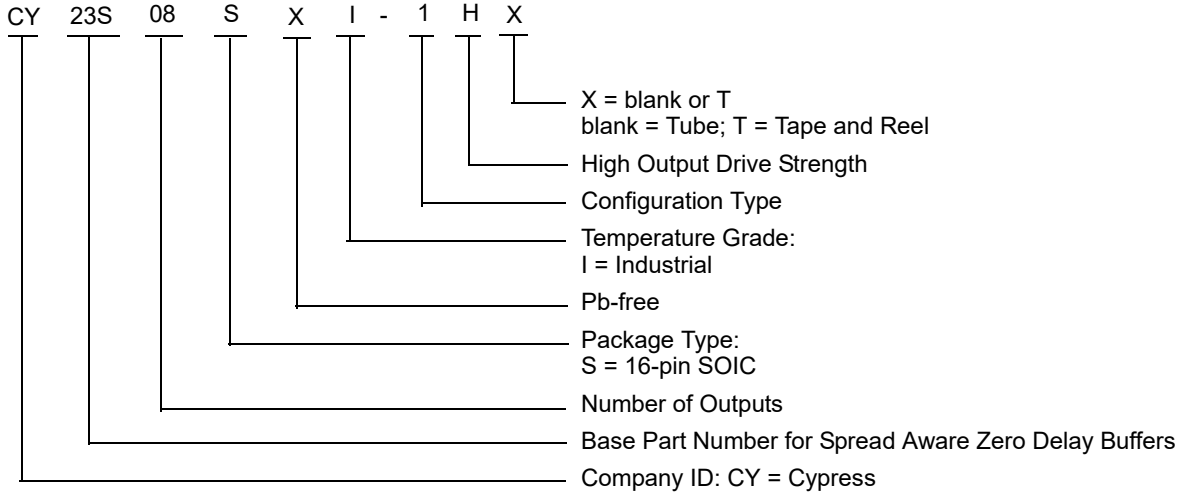 CY 23S 08 S X I - 1 H X
X = blank or T
blank = Tube; T = Tape and Reel
High Output Drive Strength
Configuration Type
Temperature Grade:
I = Industrial
Pb-free
Package Type:
S = 16-pin SOIC
Number of Outputs
Base Part Number for Spread Aware Zero Delay Buffers
Company ID: CY = Cypress